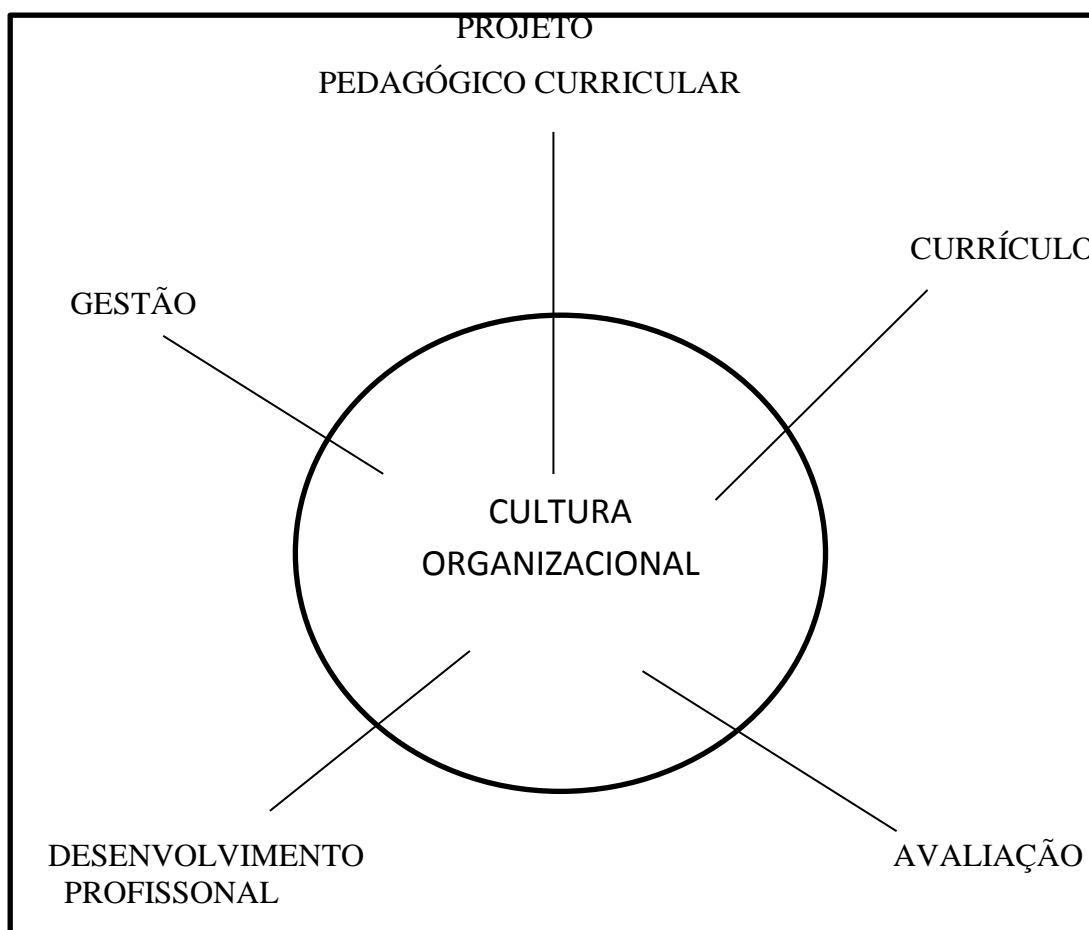 PROJETO
PEDAGÓGICO CURRICULAR
CURRÍCULO
GESTÃO
CULTURA
ORGANIZACIONAL
DESENVOLVIMENTO
PROFISSONAL
AVALIAÇÃO